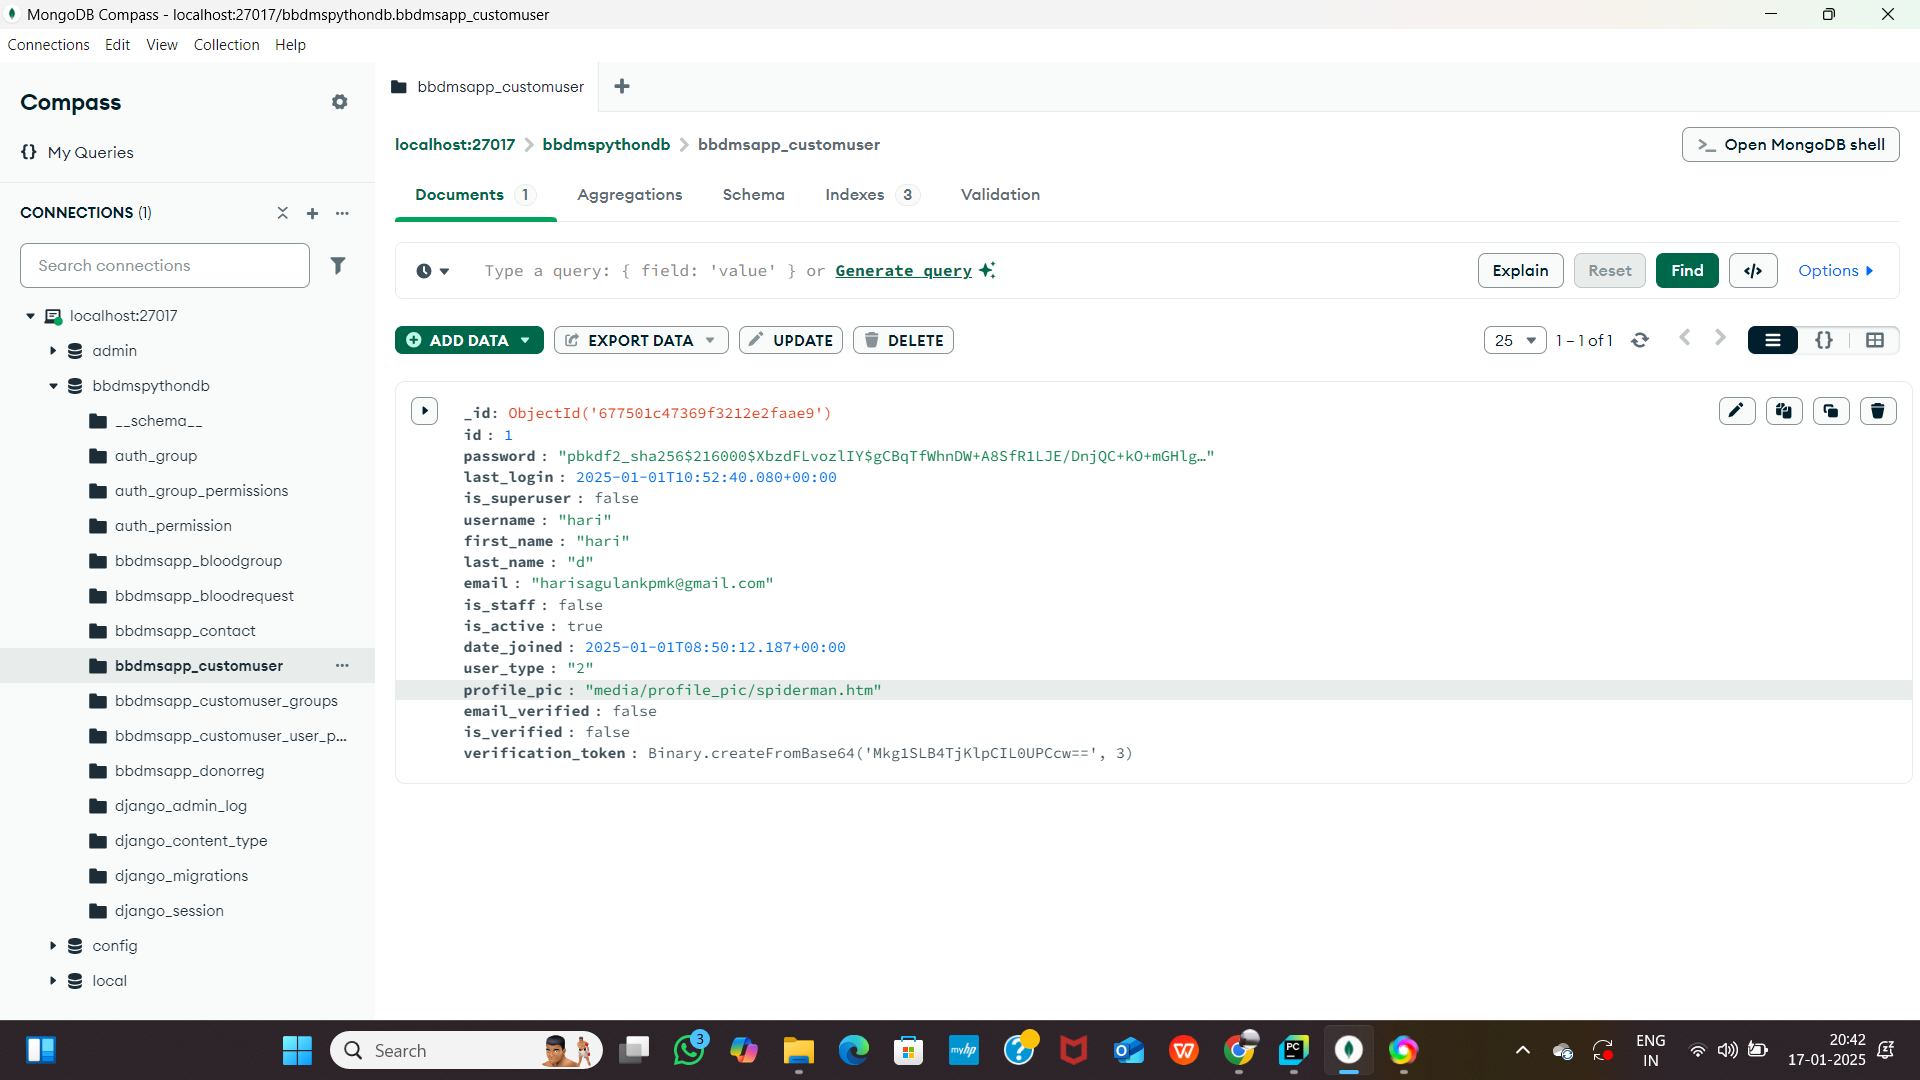 MongoDB Compass - localhost:27017/bbdmspythondb.bbdmsapp_customuser
Connections Edit View Collection Help
Compass
{} My Queries
CONNECTIONS (1)
Search connections
localhost:27017
admin
bbdmspythondb
__schema__
auth_group
auth_group_permissions
auth_permission
bbdmsapp_bloodgroup
bbdmsapp_bloodrequest
bbdmsapp_contact
bbdmsapp_customuser
bbdmsapp_customuser_groups
bbdmsapp_customuser_user_p...
bbdmsapp_donorreg
django_admin_log
django_content_type
django_migrations
django_session
config
local
bbdmsapp_customuser
localhost:27017 > bbdmspythondb > bbdmsapp_customuser
>_ Open MongoDB shell
Documents 1 Aggregations Schema Indexes 3 Validation
Type a query: { field: 'value' } or Generate query
Explain Reset Find </> Options
ADD DATA EXPORT DATA UPDATE DELETE
25 1 – 1 of 1 {}
_id: ObjectId('677501c47369f3212e2faae9')
id : 1
password : "pbkdf2_sha256$216000$XbzdFLvozlIY$gCBqTfWhnDW+A8SfR1LJE/DnjQC+kO+mGHlg…"
last_login : 2025-01-01T10:52:40.080+00:00
is_superuser : false
username : "hari"
first_name : "hari"
last_name : "d"
email : "harisagulankpmk@gmail.com"
is_staff : false
is_active : true
date_joined : 2025-01-01T08:50:12.187+00:00
user_type : "2"
profile_pic : "media/profile_pic/spiderman.htm"
email_verified : false
is_verified : false
verification_token : Binary.createFromBase64('Mkg1SLB4TjKlpCIL0UPCcw==', 3)
Search
3
myhp
PC
ENG
IN
20:42
17-01-2025